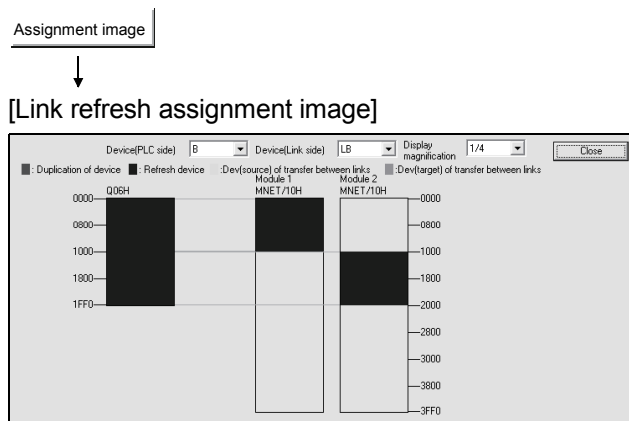 Assignment image
[Link refresh assignment image]
Device(PLC side) B Device(Link side) LB Display magnification 1/4 Close
: Duplication of device : Refresh device :Dev(source) of transfer between links :Dev(target) of transfer between links
Module 1 Module 2
Q06H MNET/10H MNET/10H
0000 0000
0800 0800
1000 1000
1800 1800
1FF0 2000
2800
3000
3800
3FF0